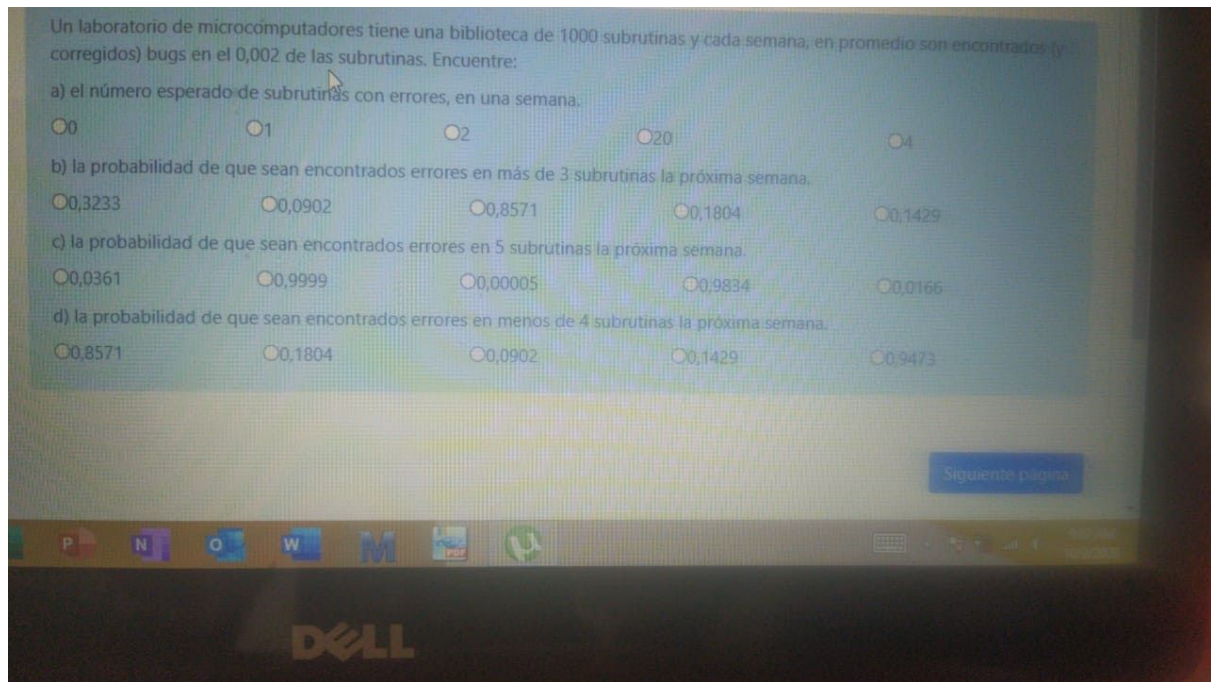 Un laboratorio de microcomputadores tiene una biblioteca de 1000 subrutinas y cada semana, en promedio son encontrados (y
corregidos) bugs en el 0,002 de las subrutinas. Encuentre:
a) el número esperado de subrutinas con errores, en una semana.
0 1 2 20 4
b) la probabilidad de que sean encontrados errores en más de 3 subrutinas la próxima semana.
0,3233 0,0902 0,8571 0,1804 0,1429
c) la probabilidad de que sean encontrados errores en 5 subrutinas la próxima semana.
0,0361 0,9999 0,00005 0,9834 0,0166
d) la probabilidad de que sean encontrados errores en menos de 4 subrutinas la próxima semana.
0,8571 0,1804 0,0902 0,1429 0,9473
Siguiente página
P N O W M PDF µ
DELL